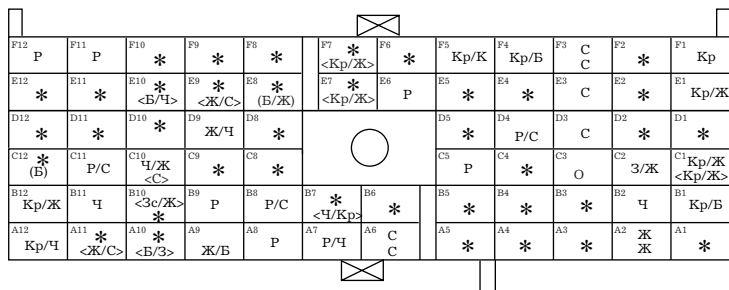 F12 Р F11 Р F10 * F9 * F8 * F7 * <Кр/Ж> F6 * F5 Кр/К F4 Кр/Б F3 С С F2 * F1 Кр
E12 * E11 * E10 * <Б/Ч> E9 * <Ж/С> E8 * (Б/Ж) E7 * <Кр/Ж> E6 Р E5 * E4 * E3 С E2 * E1 Кр/Ж
D12 * D11 * D10 * D9 Ж/Ч D8 * D5 * D4 Р/С D3 С D2 * D1 *
C12 * (Б) C11 Р/С C10 Ч/Ж <С> C9 * C8 * C5 Р C4 * C3 О C2 З/Ж C1 Кр/Ж <Кр/Ж>
B12 Кр/Ж B11 Ч B10 <Зс/Ж> * B9 Р B8 Р/С B7 * <Ч/Кр> B6 * B5 * B4 * B3 * B2 Ч B1 Кр/Б
A12 Кр/Ч A11 * <Ж/С> A10 * <Б/З> A9 Ж/Б A8 Р A7 Р/Ч A6 С С A5 * A4 * A3 * A2 Ж Ж A1 *